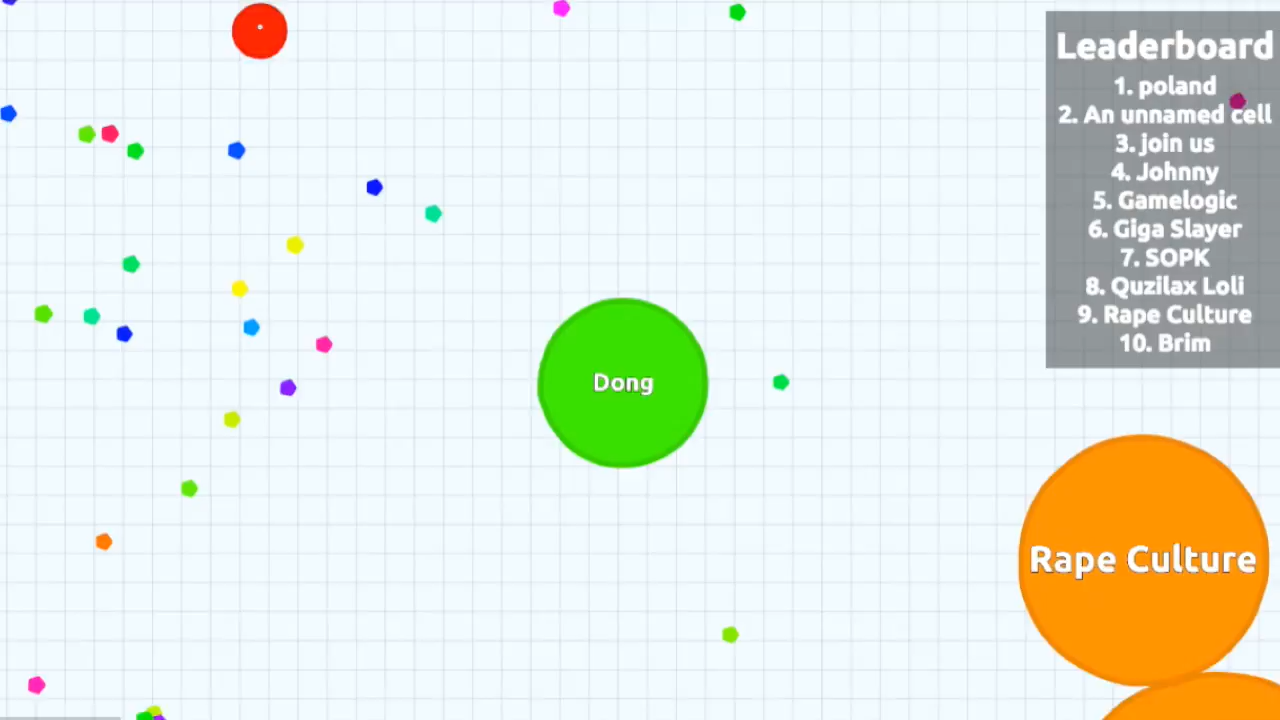 Leaderboard
1. poland
2. An unnamed cell
3. join us
4. Johnny
5. Gamelogic
6. Giga Slayer
7. SOPK
8. Quzilax Loli
9. Rape Culture
10. Brim
Dong
Rape Culture